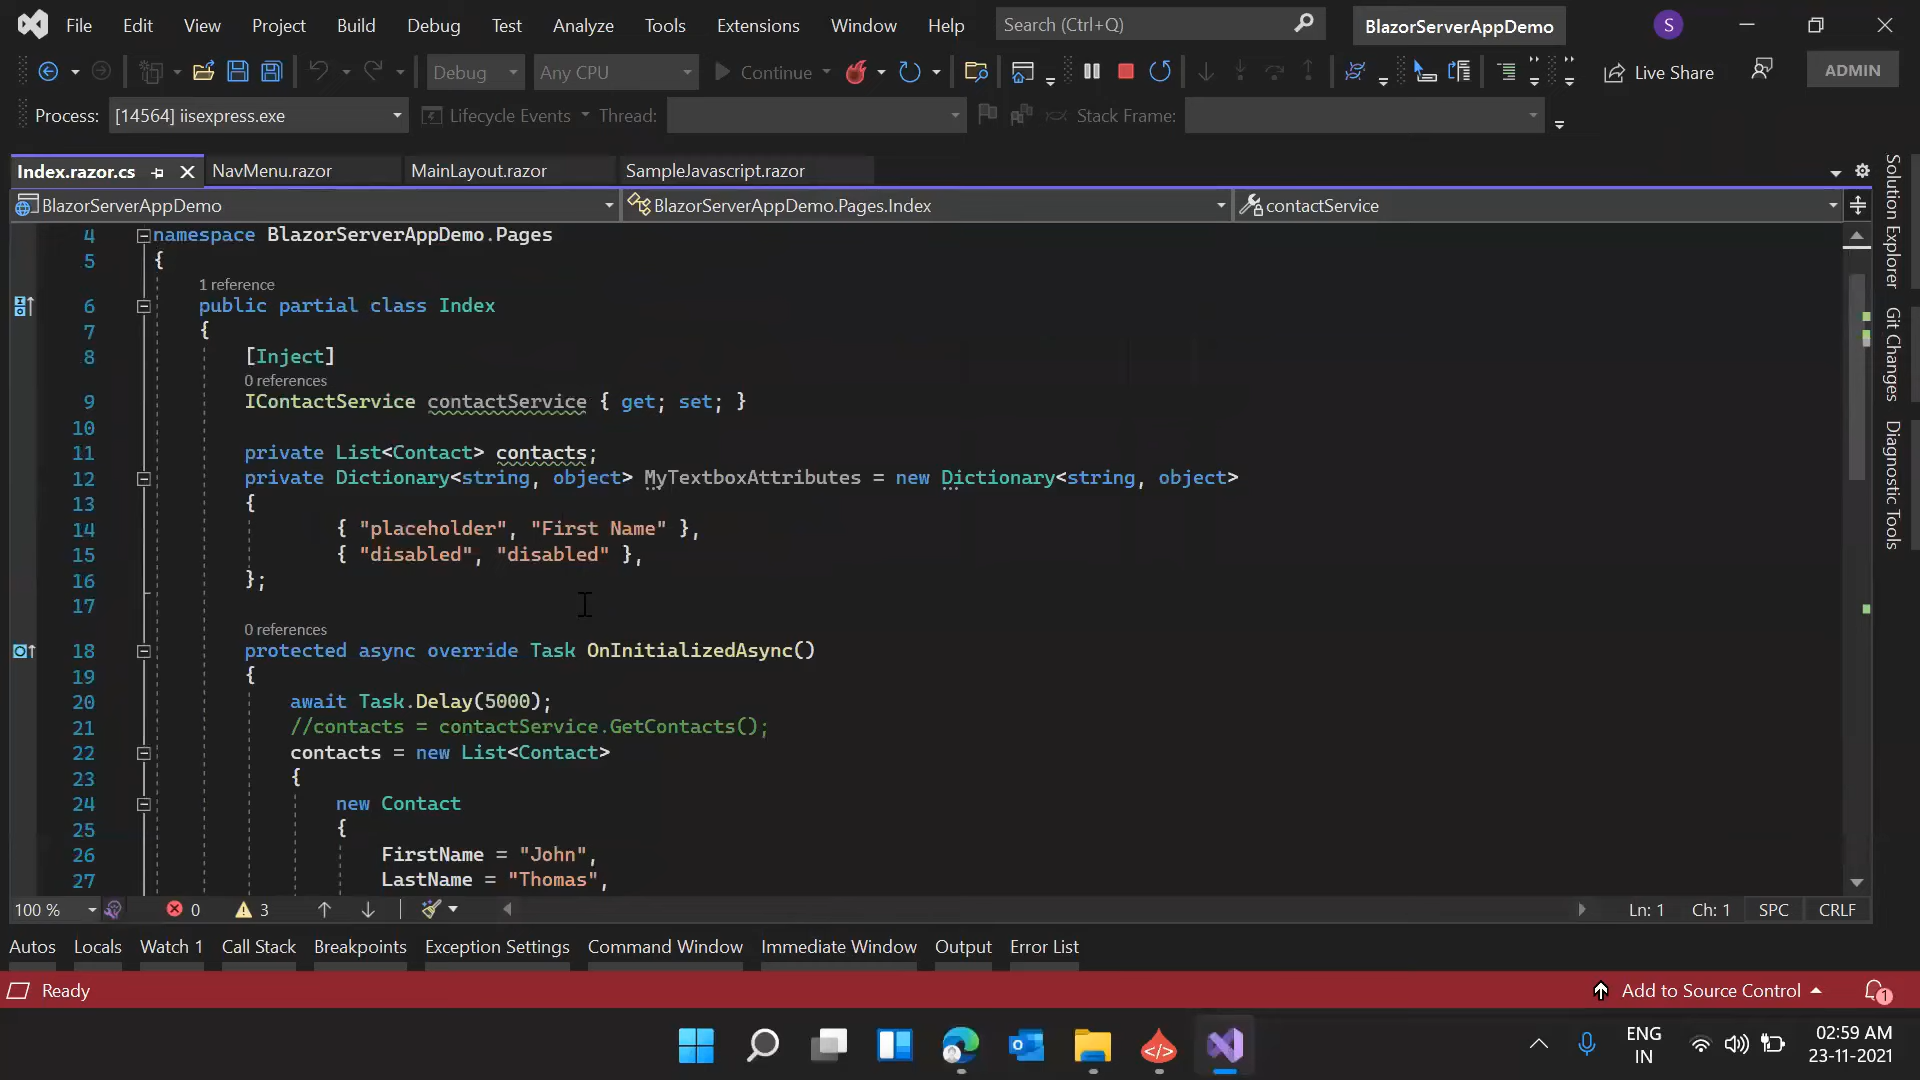 File Edit View Project Build Debug Test Analyze Tools Extensions Window Help Search (Ctrl+Q) BlazorServerAppDemo S
Debug Any CPU Continue Live Share ADMIN
Process: [14564] iisexpress.exe Lifecycle Events Thread: Stack Frame:
Index.razor.cs NavMenu.razor MainLayout.razor SampleJavascript.razor
BlazorServerAppDemo BlazorServerAppDemo.Pages.Index contactService
4 namespace BlazorServerAppDemo.Pages
5 {
1 reference
6 public partial class Index
7 {
8 [Inject]
0 references
9 IContactService contactService { get; set; }
10
11 private List<Contact> contacts;
12 private Dictionary<string, object> MyTextboxAttributes = new Dictionary<string, object>
13 {
14 { "placeholder", "First Name" },
15 { "disabled", "disabled" },
16 };
17
0 references
18 protected async override Task OnInitializedAsync()
19 {
20 await Task.Delay(5000);
21 //contacts = contactService.GetContacts();
22 contacts = new List<Contact>
23 {
24 new Contact
25 {
26 FirstName = "John",
27 LastName = "Thomas",
Solution Explorer
Git Changes
Diagnostic Tools
100 % 0 3 Ln: 1 Ch: 1 SPC CRLF
Autos Locals Watch 1 Call Stack Breakpoints Exception Settings Command Window Immediate Window Output Error List
Ready Add to Source Control 1
ENG 02:59 AM
IN 23-11-2021